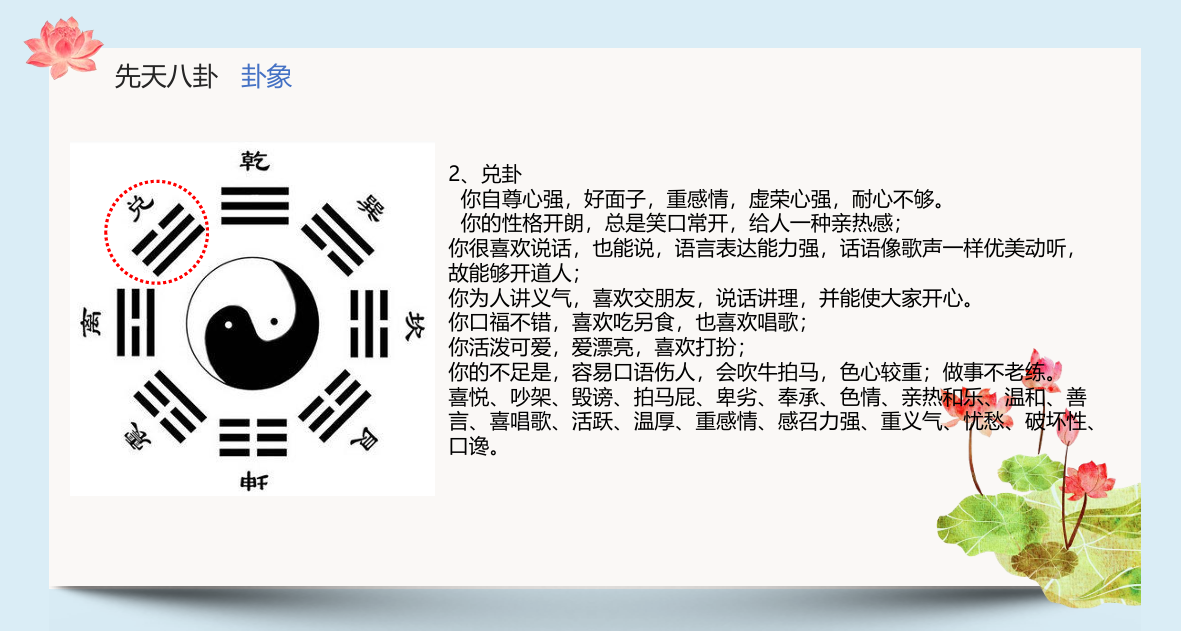 先天八卦 卦象
乾
兑
巽
离
坎
震
艮
坤
2、兑卦
你自尊心强，好面子，重感情，虚荣心强，耐心不够。
你的性格开朗，总是笑口常开，给人一种亲热感；
你很喜欢说话，也能说，语言表达能力强，话语像歌声一样优美动听，
故能够开道人；
你为人讲义气，喜欢交朋友，说话讲理，并能使大家开心。
你口福不错，喜欢吃另食，也喜欢唱歌；
你活泼可爱，爱漂亮，喜欢打扮；
你的不足是，容易口语伤人，会吹牛拍马，色心较重；做事不老练。
喜悦、吵架、毁谤、拍马屁、卑劣、奉承、色情、亲热和乐、温和、善
言、喜唱歌、活跃、温厚、重感情、感召力强、重义气、忧愁、破坏性、
口谗。